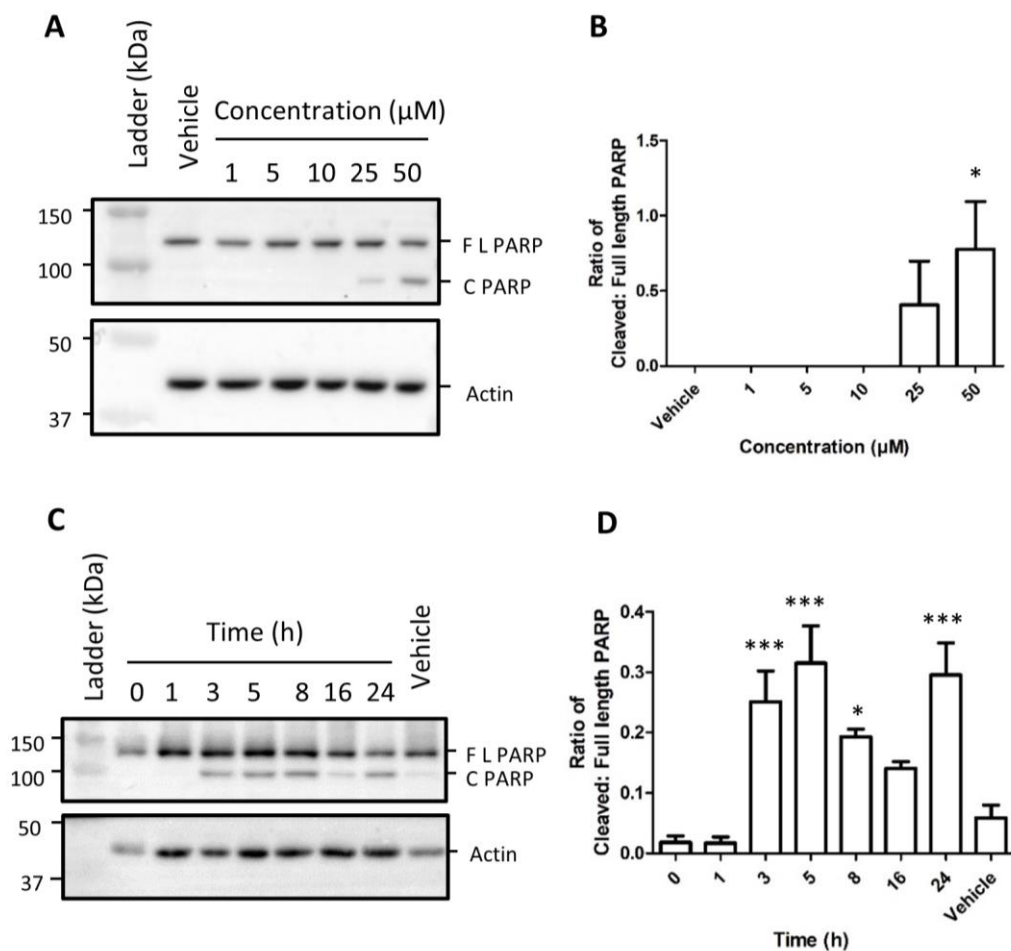 A
Ladder (kDa)
Vehicle
Concentration (µM)
1 5 10 25 50
150
100
F L PARP
C PARP
50
37
Actin
B
Ratio of
Cleaved: Full length PARP
1.5
1.0
0.5
0.0
*
Vehicle 1 5 10 25 50
Concentration (µM)
C
Ladder (kDa)
Time (h)
Vehicle
0 1 3 5 8 16 24
150
100
F L PARP
C PARP
50
37
Actin
D
Ratio of
Cleaved: Full length PARP
0.4
0.3
0.2
0.1
0.0
*** *** * ***
0 1 3 5 8 16 24 Vehicle
Time (h)